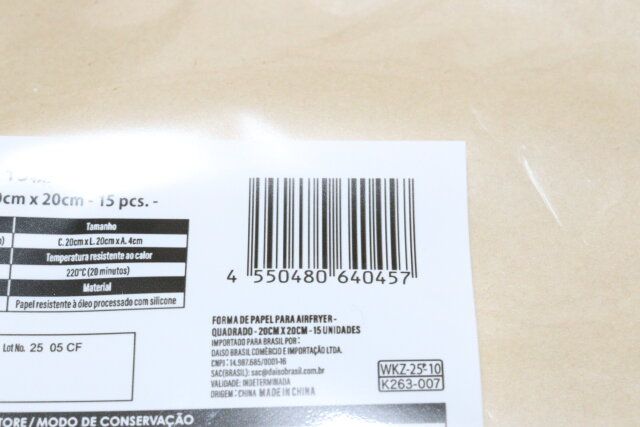 cm x 20cm - 15 pcs. -
Tamanho
C. 20cm x L. 20cm x A. 4cm
Temperatura resistente ao calor
220°C (20 minutos)
Material
Papel resistente à óleo processado com silicone
Lot No. 25 05 CF
4 550480 640457
FORMA DE PAPEL PARA AIRFRYER -
QUADRADO - 20CM X 20CM - 15 UNIDADES
IMPORTADO PARA BRASIL POR:
DAISO BRASIL COMÉRCIO E IMPORTAÇÃO LTDA.
CNPJ: 14.987.685/0001-16
SAC(BRASIL): sac@daisobrasil.com.br
VALIDADE: INDETERMINADA
ORIGEM: CHINA MADE IN CHINA
WKZ-25*10
K263-007
TORE / MODO DE CONSERVAÇÃO